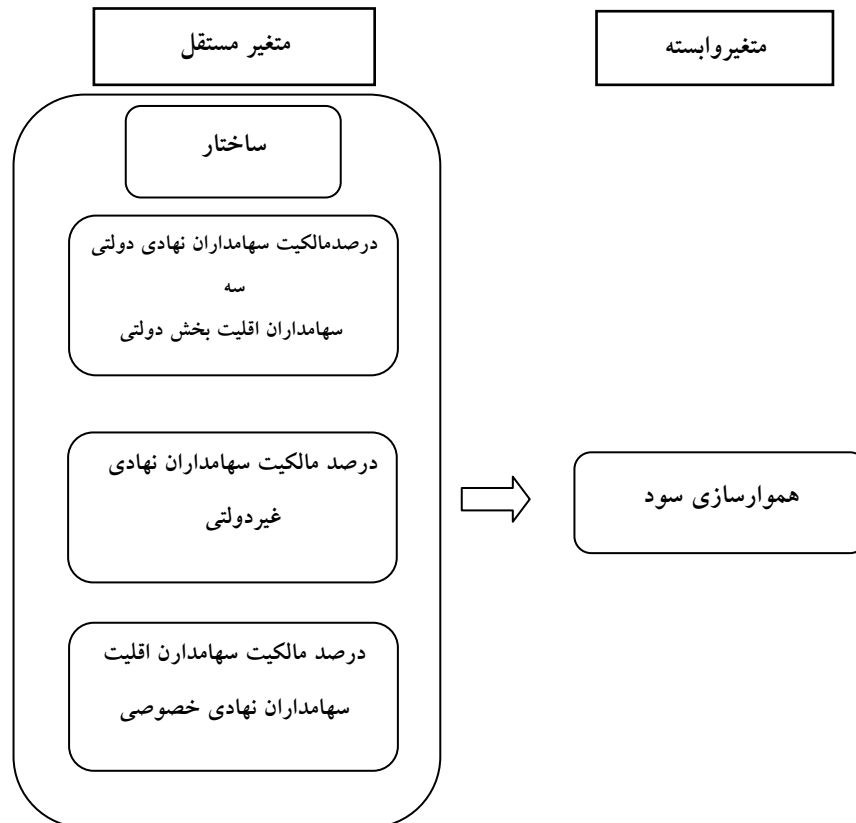 متغیر مستقل
متغیروابسته
ساختار
درصدمالکیت سهامداران نهادی دولتی
سه
سهامداران اقلیت بخش دولتی
درصد مالکیت سهامداران نهادی
غیردولتی
هموارسازی سود
درصد مالکیت سهامدارن اقلیت
سهامداران نهادی خصوصی